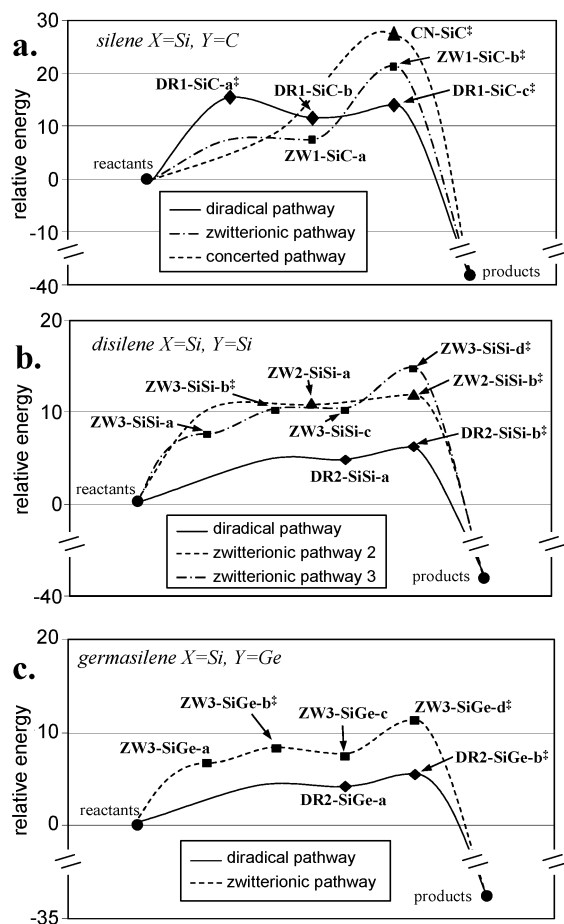 a.
silene X=Si, Y=C
relative energy
30
20
10
0
-10
-40
CN-SiC‡
ZW1-SiC-b‡
DR1-SiC-a‡
DR1-SiC-b
DR1-SiC-c‡
ZW1-SiC-a
reactants
diradical pathway
zwitterionic pathway
concerted pathway
products
b.
disilene X=Si, Y=Si
relative energy
20
10
0
-40
ZW3-SiSi-d‡
ZW2-SiSi-a
ZW3-SiSi-b‡
ZW2-SiSi-b‡
ZW3-SiSi-a
ZW3-SiSi-c
DR2-SiSi-b‡
DR2-SiSi-a
reactants
diradical pathway
zwitterionic pathway 2
zwitterionic pathway 3
products
c.
germasilene X=Si, Y=Ge
relative energy
20
10
0
-35
ZW3-SiGe-b‡
ZW3-SiGe-c
ZW3-SiGe-d‡
ZW3-SiGe-a
DR2-SiGe-b‡
DR2-SiGe-a
reactants
diradical pathway
zwitterionic pathway
products